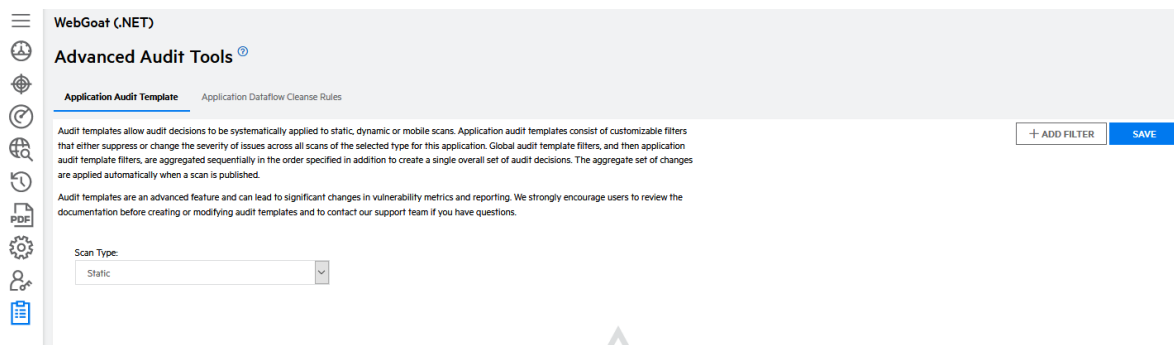 WebGoat (.NET)
Advanced Audit Tools ?
Application Audit Template Application Dataflow Cleanse Rules
Audit templates allow audit decisions to be systematically applied to static, dynamic or mobile scans. Application audit templates consist of customizable filters
that either suppress or change the severity of issues across all scans of the selected type for this application. Global audit template filters, and then application
audit template filters, are aggregated sequentially in the order specified in addition to create a single overall set of audit decisions. The aggregate set of changes
are applied automatically when a scan is published.
+ ADD FILTER SAVE
Audit templates are an advanced feature and can lead to significant changes in vulnerability metrics and reporting. We strongly encourage users to review the
documentation before creating or modifying audit templates and to contact our support team if you have questions.
PDF
Scan Type:
Static